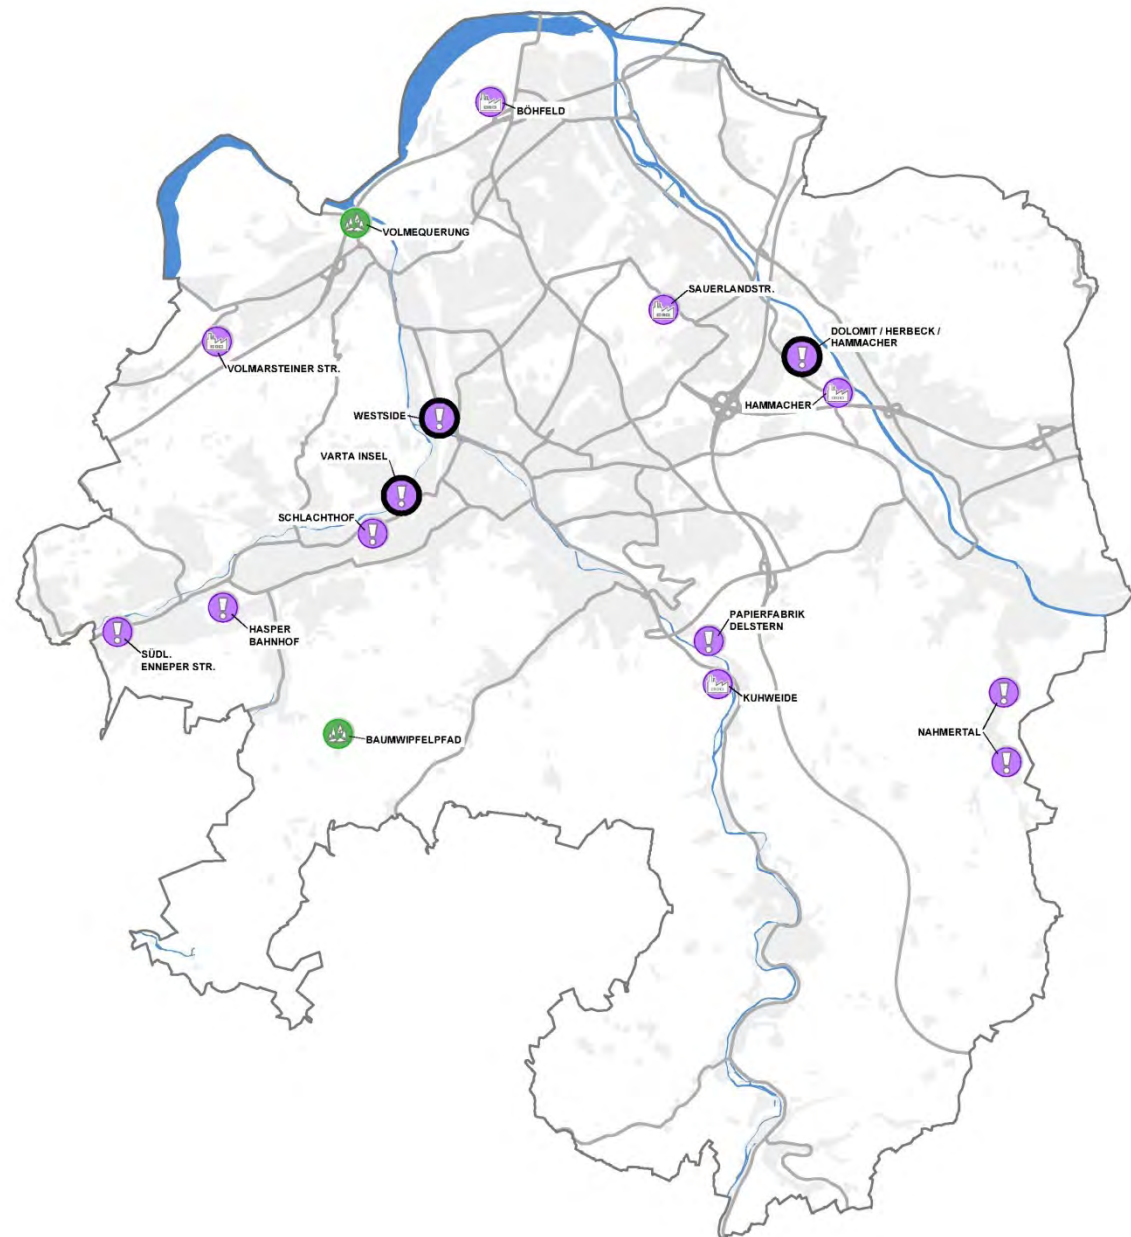 BÖHFELD
VOLMEQUERUNG
SAUERLANDSTR.
DOLOMIT / HERBECK /
HAMMACHER
VOLMARSTEINER STR.
HAMMACHER
WESTSIDE
VARTA INSEL
SCHLACHTHOF
HASPER
BAHNHOF
SÜDL.
ENNEPER STR.
PAPIERFABRIK
DELSTERN
KUHWEIDE
NAHMERTAL
BAUMWIPFELPFAD